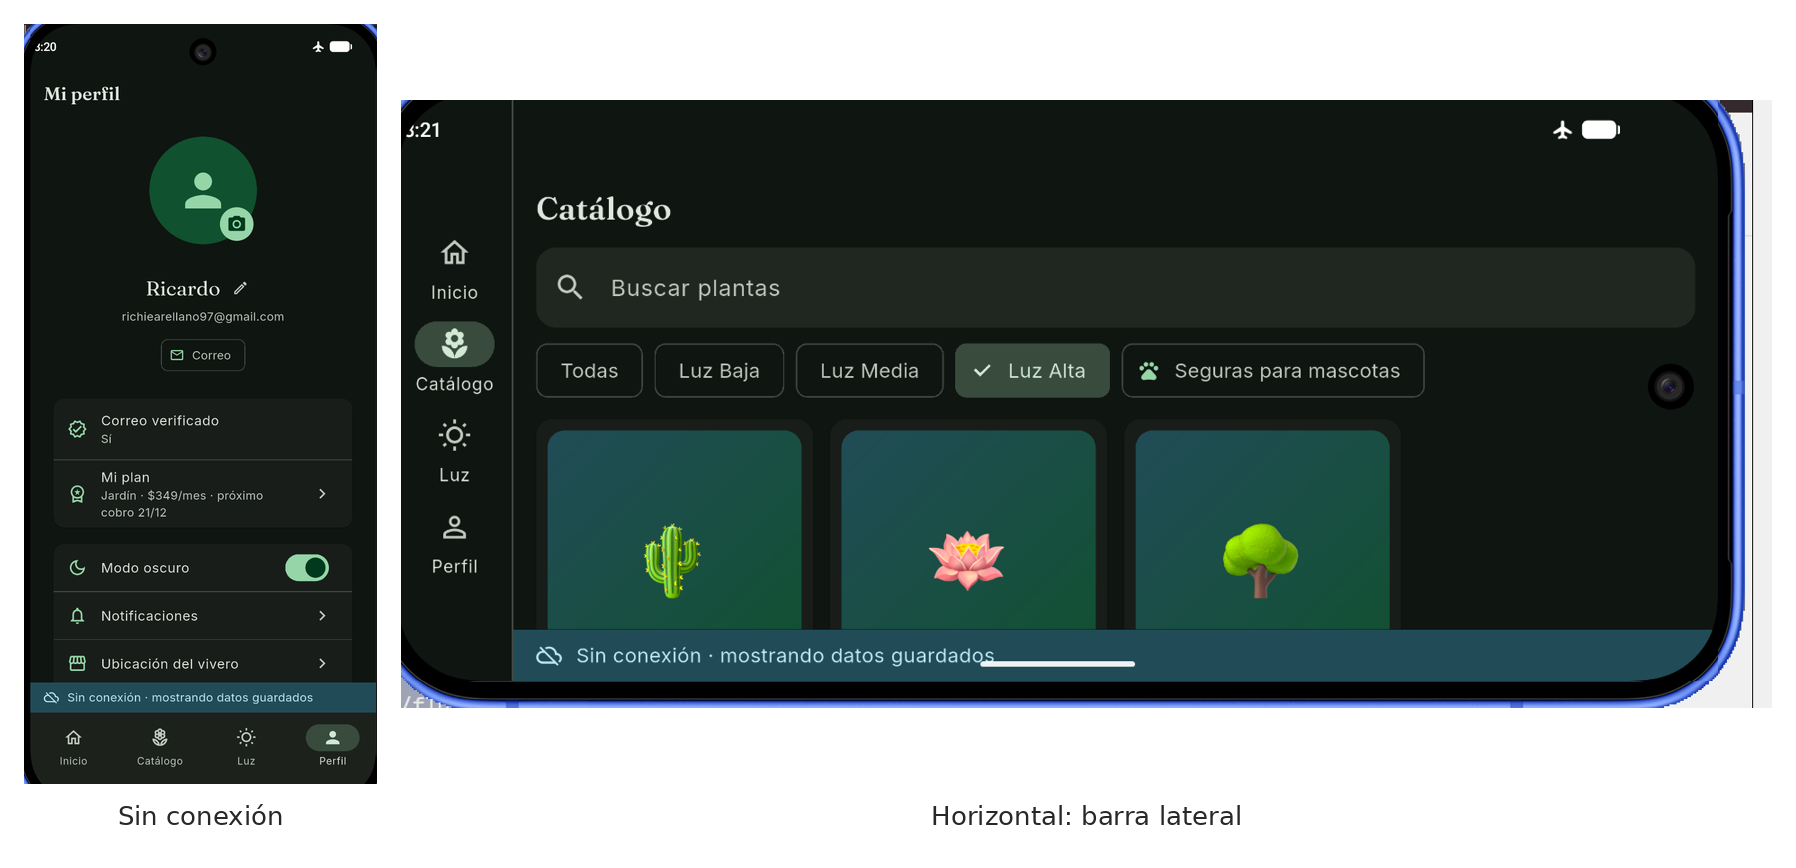 3:20
Mi perfil
Ricardo
richiearellano97@gmail.com
Correo
Correo verificado
Sí
Mi plan
Jardín · $349/mes · próximo
cobro 21/12
Modo oscuro
Notificaciones
Ubicación del vivero
Sin conexión · mostrando datos guardados
Inicio
Catálogo
Luz
Perfil
Sin conexión
3:21
Inicio
Catálogo
Luz
Perfil
Catálogo
Buscar plantas
Todas
Luz Baja
Luz Media
Luz Alta
Seguras para mascotas
Sin conexión · mostrando datos guardados
Horizontal: barra lateral